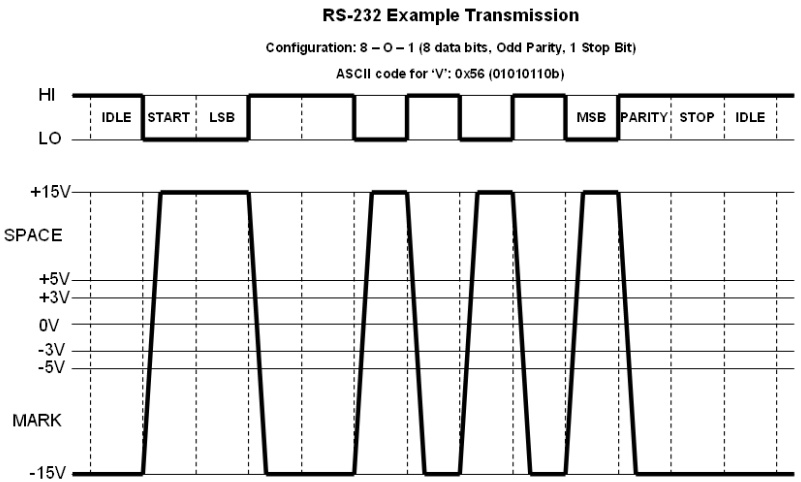 RS-232 Example Transmission
Configuration: 8 – O – 1 (8 data bits, Odd Parity, 1 Stop Bit)
ASCII code for ‘V’: 0x56 (01010110b)
HI
IDLE START LSB MSB PARITY STOP IDLE
LO
+15V
SPACE
+5V
+3V
0V
-3V
-5V
MARK
-15V